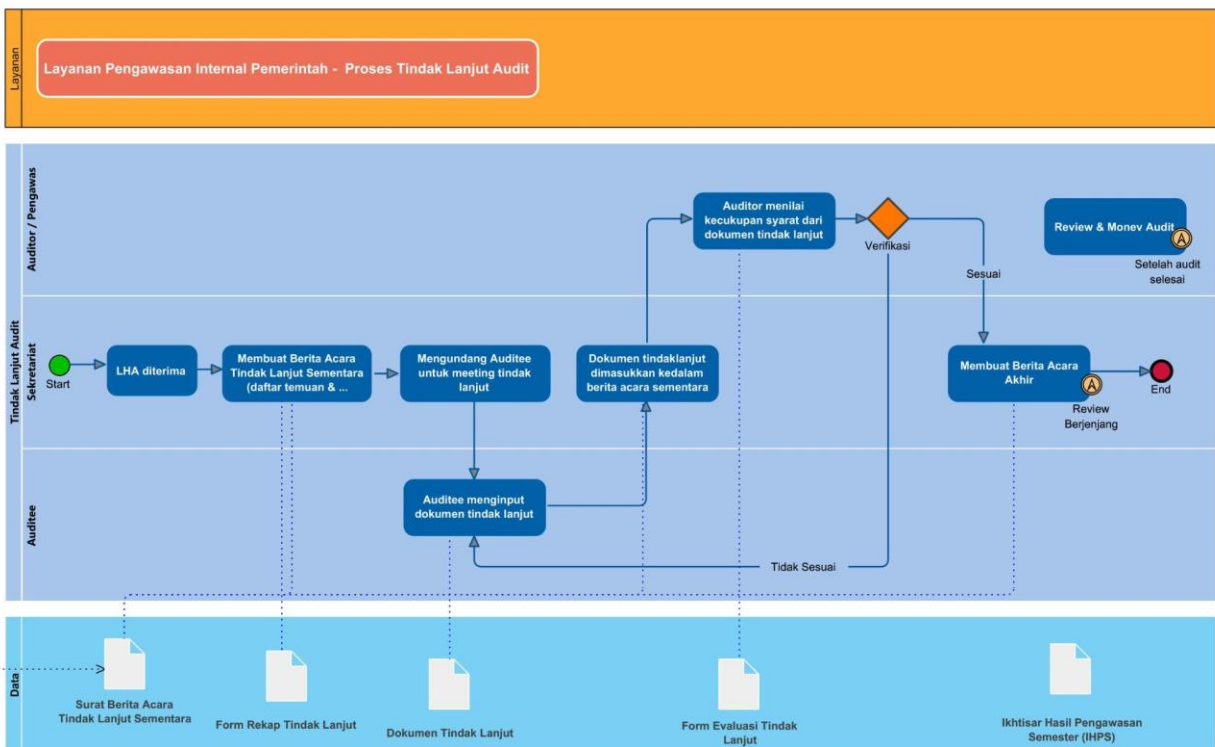 Layanan
Layanan Pengawasan Internal Pemerintah - Proses Tindak Lanjut Audit
Tindak Lanjut Audit
Auditor / Pengawas
Auditor menilai
kecukupan syarat dari
dokumen tindak lanjut
Verifikasi
Sesuai
Review & Monev Audit
A
Setelah audit
selesai
Sekretariat
Start
LHA diterima
Membuat Berita Acara
Tindak Lanjut Sementara
(daftar temuan & ...
Mengundang Auditee
untuk meeting tindak
lanjut
Dokumen tindaklanjut
dimasukkan kedalam
berita acara sementara
Membuat Berita Acara
Akhir
A
Review
Berjenjang
End
Auditee
Auditee menginput
dokumen tindak lanjut
Tidak Sesuai
Data
Surat Berita Acara
Tindak Lanjut Sementara
Form Rekap Tindak Lanjut
Dokumen Tindak Lanjut
Form Evaluasi Tindak
Lanjut
Ikhtisar Hasil Pengawasan
Semester (IHPS)